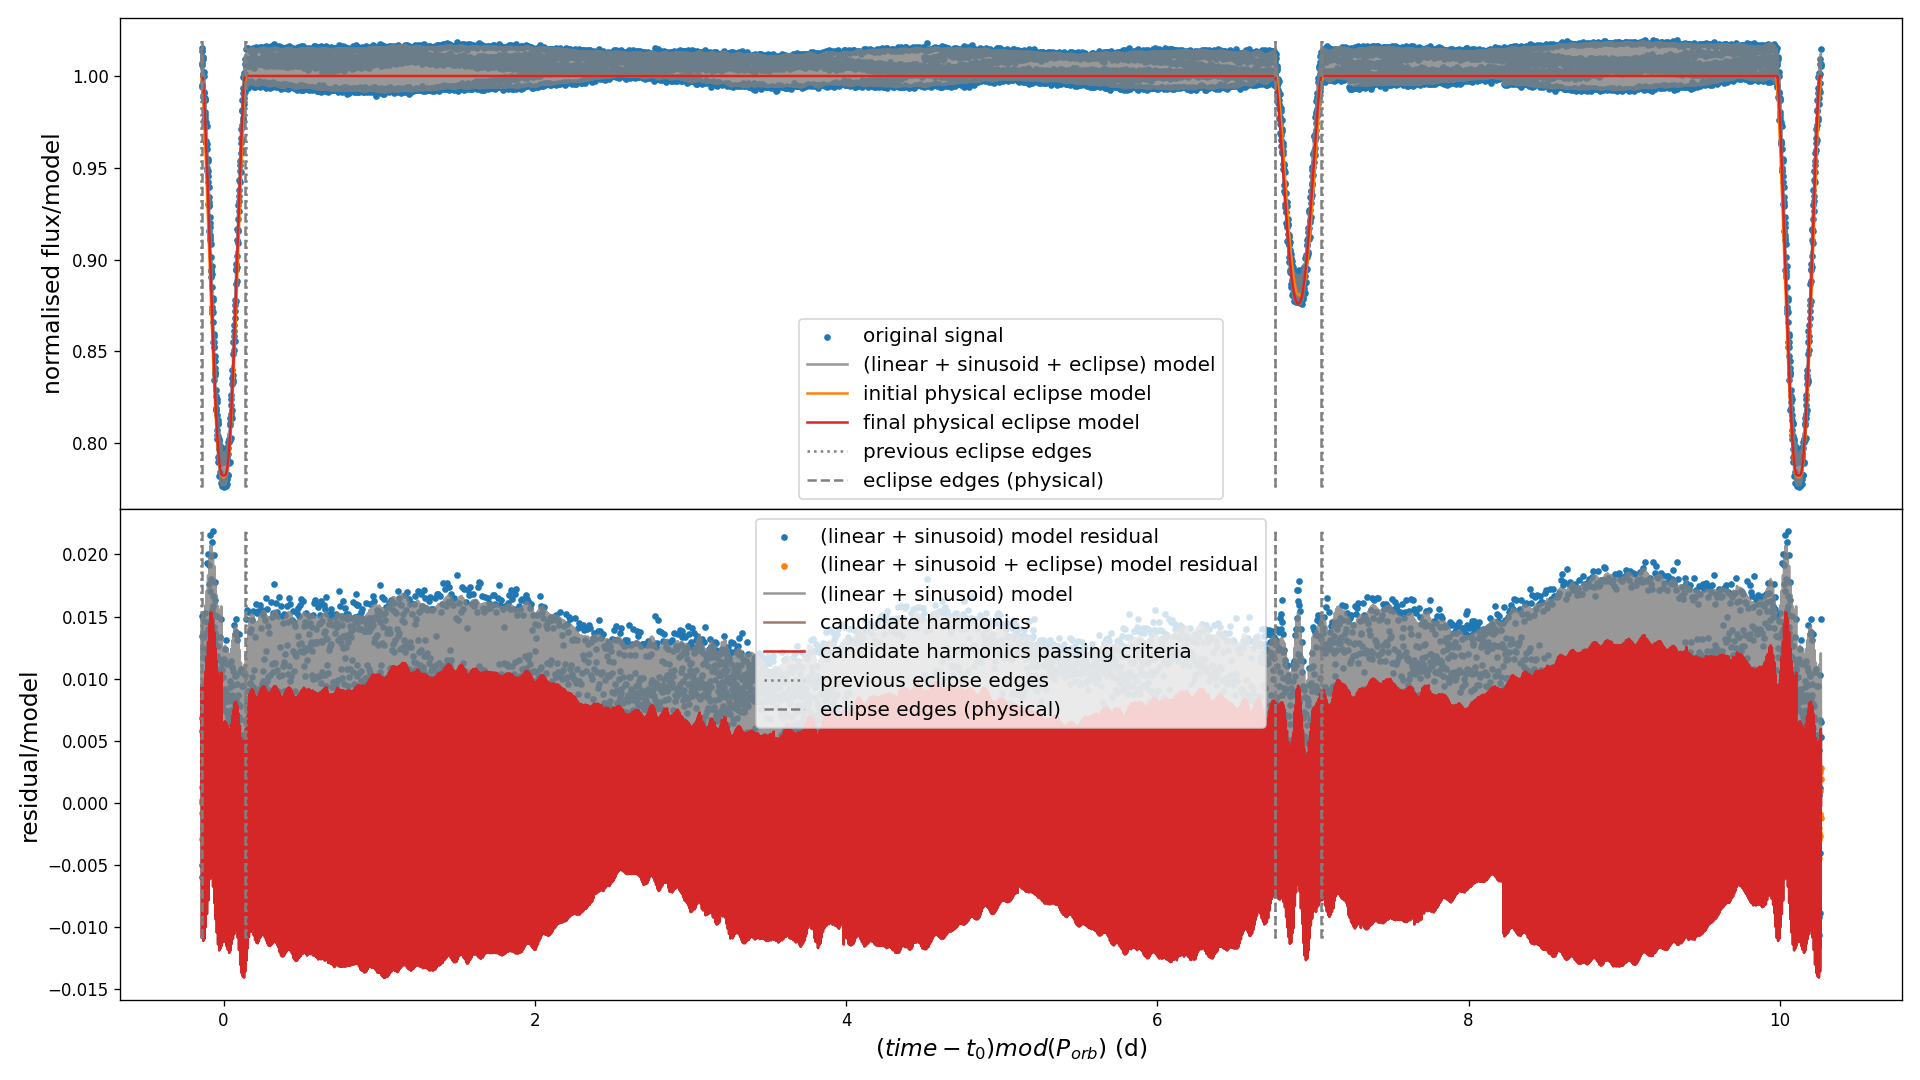 normalised flux/model
1.00
0.95
0.90
0.85
0.80
original signal
(linear + sinusoid + eclipse) model
initial physical eclipse model
final physical eclipse model
previous eclipse edges
eclipse edges (physical)
residual/model
0.020
0.015
0.010
0.005
0.000
−0.005
−0.010
−0.015
(linear + sinusoid) model residual
(linear + sinusoid + eclipse) model residual
(linear + sinusoid) model
candidate harmonics
candidate harmonics passing criteria
previous eclipse edges
eclipse edges (physical)
0 2 4 6 8 10
(time − t₀)mod(P_orb) (d)